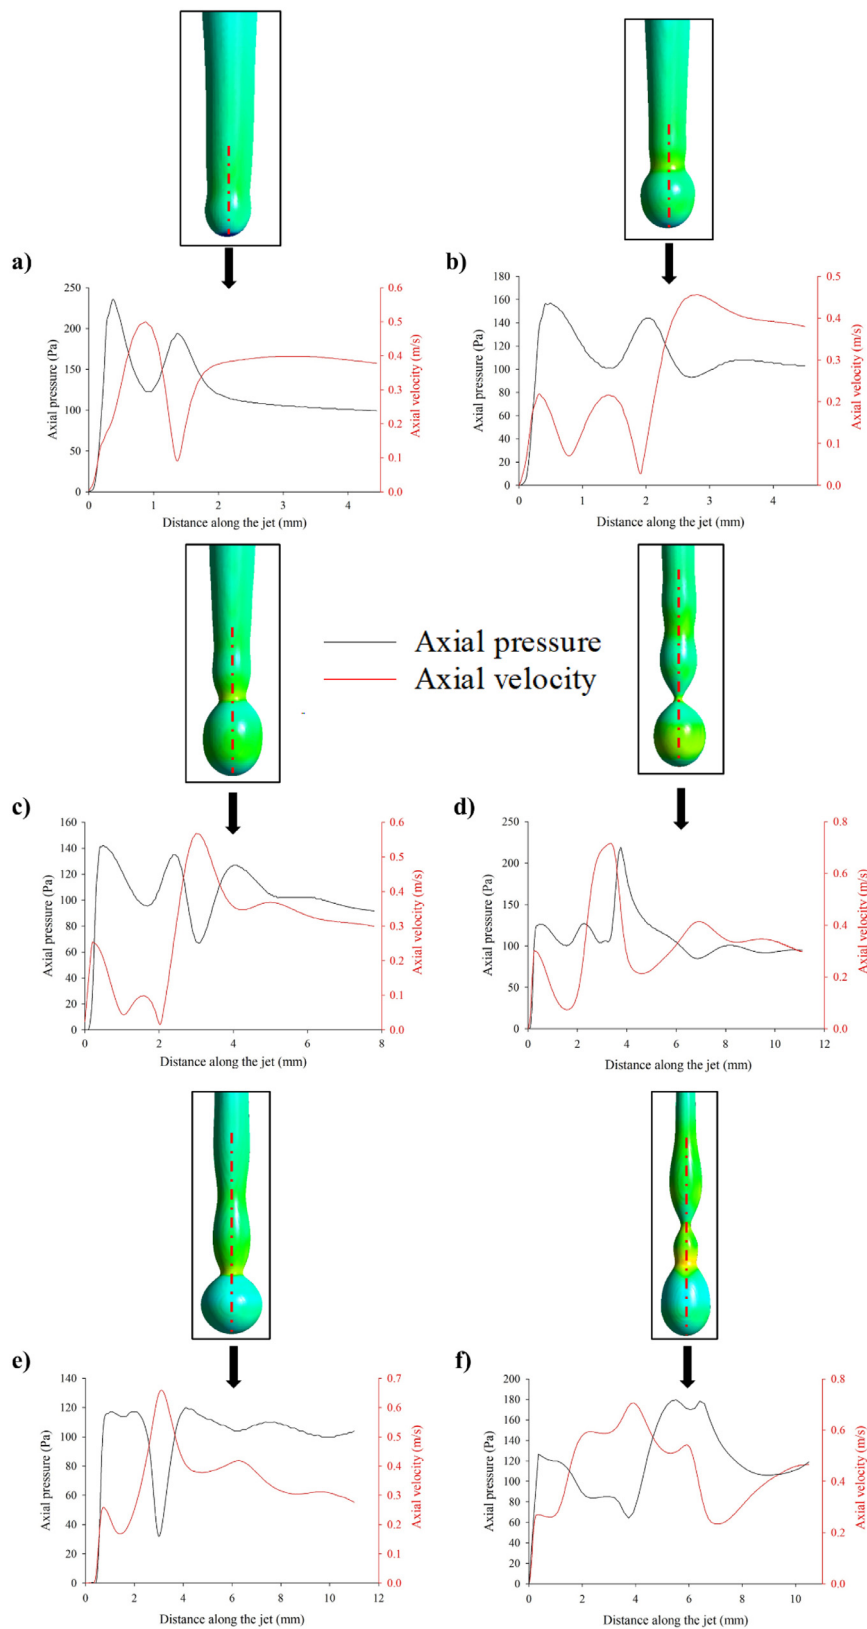 a)
b)
Axial pressure (Pa)
250
200
150
100
50
0
0 1 2 3 4
Distance along the jet (mm)
0.6
0.5
0.4
0.3
0.2
0.1
0.0
Axial velocity (m/s)
Axial pressure (Pa)
180
160
140
120
100
80
60
40
20
0
0 1 2 3 4
Distance along the jet (mm)
0.5
0.4
0.3
0.2
0.1
0.0
Axial velocity (m/s)
Axial pressure
Axial velocity
c)
d)
Axial pressure (Pa)
160
140
120
100
80
60
40
20
0
0 2 4 6 8
Distance along the jet (mm)
0.6
0.5
0.4
0.3
0.2
0.1
0.0
Axial velocity (m/s)
Axial pressure (Pa)
250
200
150
100
50
0
0 2 4 6 8 10 12
Distance along the jet (mm)
0.8
0.6
0.4
0.2
0.0
Axial velocity (m/s)
e)
f)
Axial pressure (Pa)
140
120
100
80
60
40
20
0
0 2 4 6 8 10 12
Distance along the jet (mm)
0.7
0.6
0.5
0.4
0.3
0.2
0.1
0.0
Axial velocity (m/s)
Axial pressure (Pa)
200
180
160
140
120
100
80
60
40
20
0
0 2 4 6 8 10
Distance along the jet (mm)
0.8
0.6
0.4
0.2
0.0
Axial velocity (m/s)